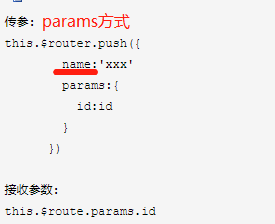 传参：params方式
this.$router.push({
name:'xxx'
params:{
id:id
}
})
接收参数：
this.$route.params.id